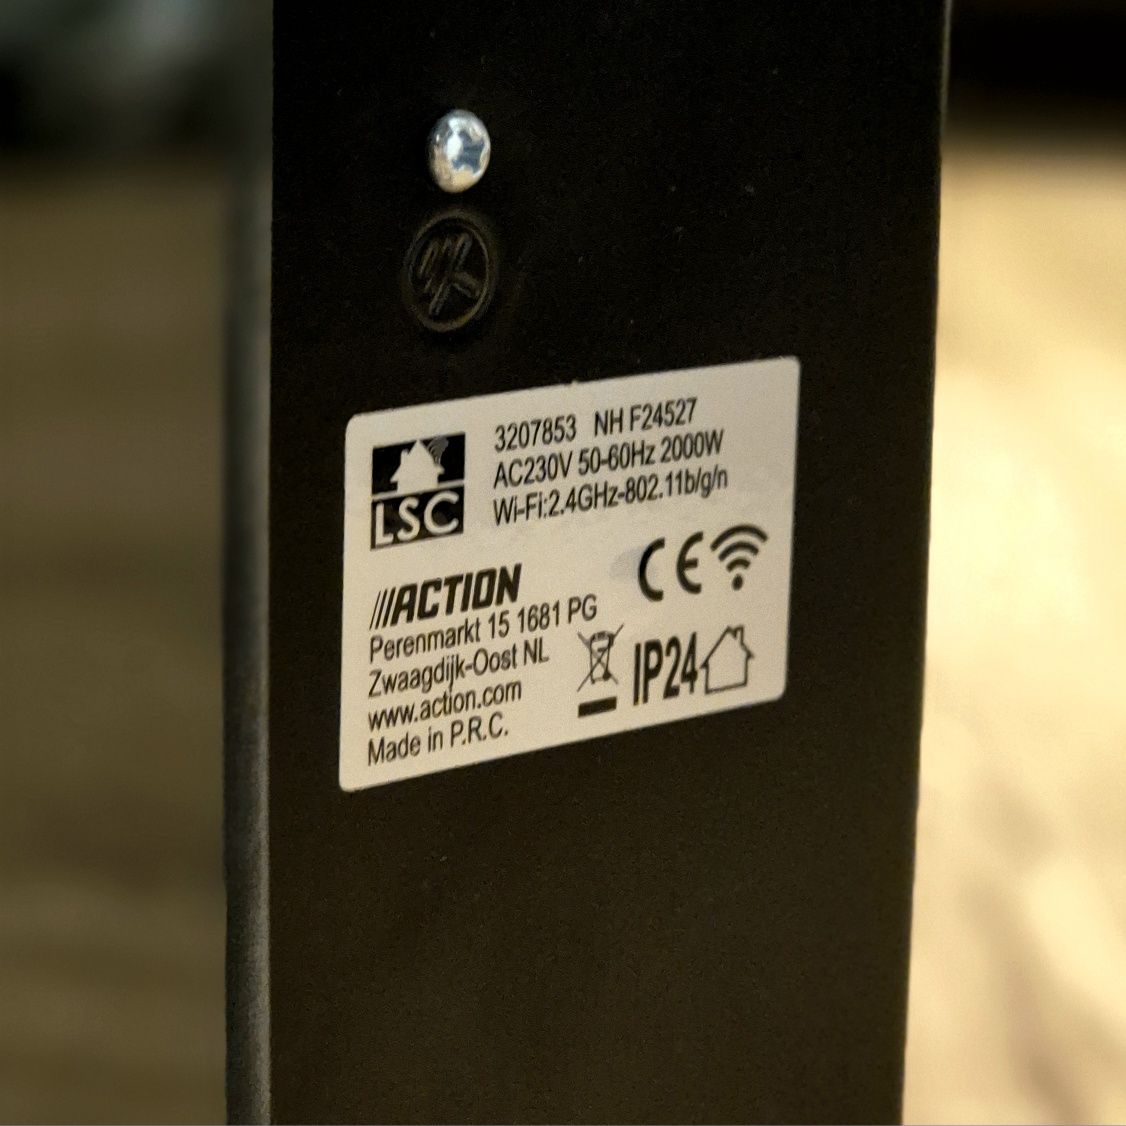 3207853 NH F24527
AC230V 50-60Hz 2000W
Wi-Fi:2.4GHz-802.11b/g/n
LSC
CE
///ACTION
Perenmarkt 15 1681 PG
Zwaagdijk-Oost NL
www.action.com
Made in P.R.C.
IP24